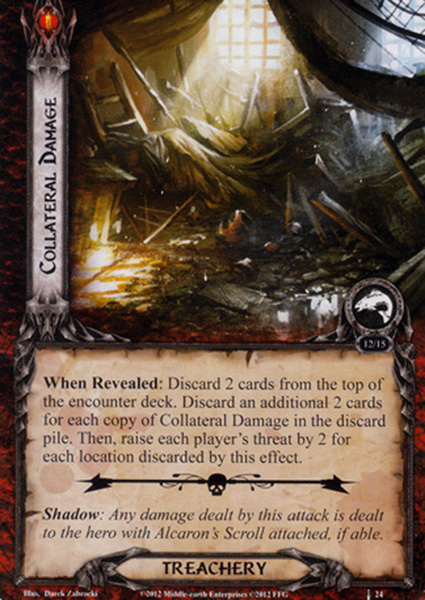 COLLATERAL DAMAGE
12/15
When Revealed: Discard 2 cards from the top of
the encounter deck. Discard an additional 2 cards
for each copy of Collateral Damage in the discard
pile. Then, raise each player's threat by 2 for
each location discarded by this effect.
Shadow: Any damage dealt by this attack is dealt
to the hero with Alcaron's Scroll attached, if able.
TREACHERY
Illus. Darek Zabrocki
©2012 Middle-earth Enterprises ©2012 FFG
24